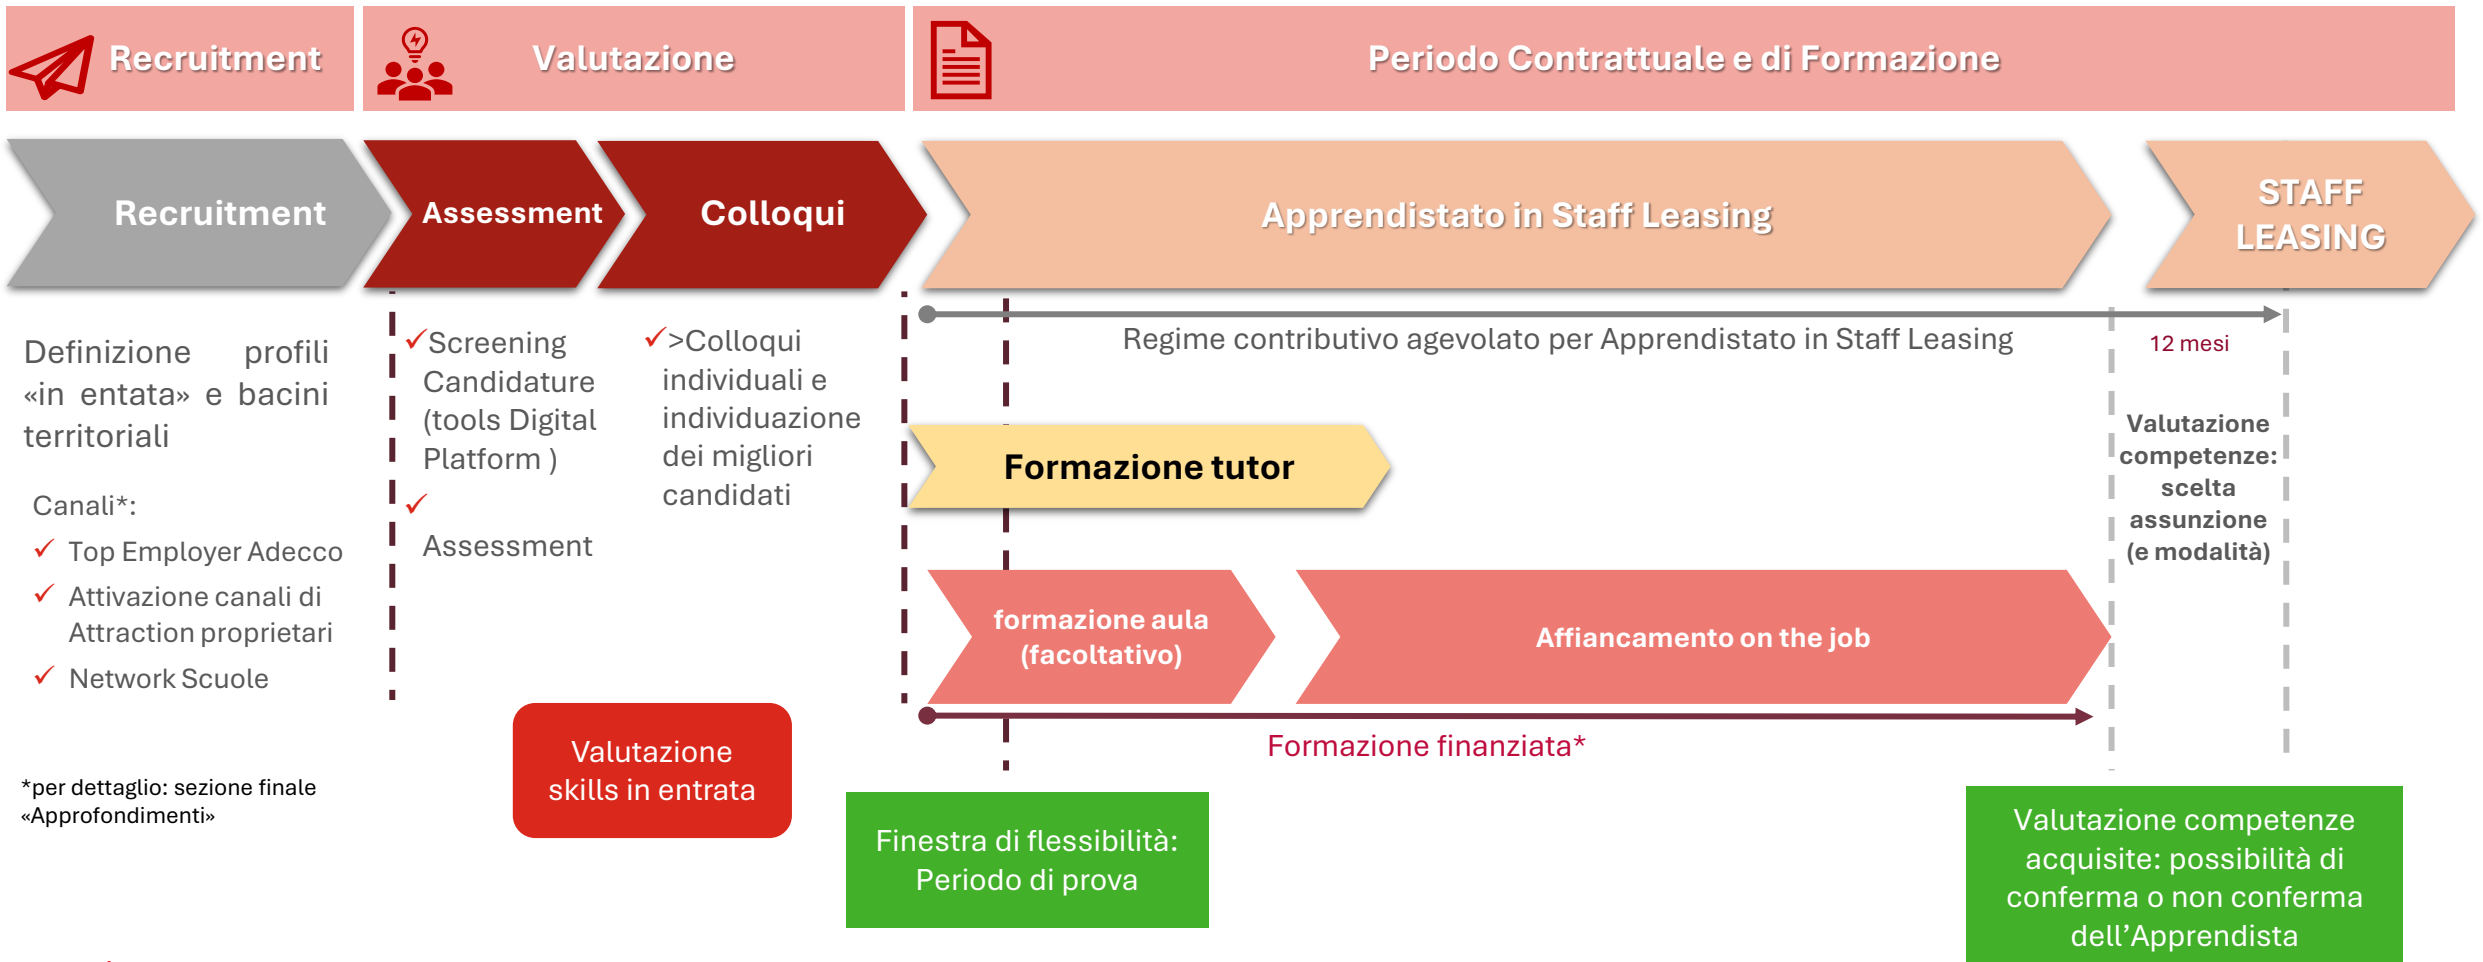 Recruitment
Valutazione
Periodo Contrattuale e di Formazione
Recruitment
Assessment
Colloqui
Apprendistato in Staff Leasing
STAFF
LEASING
Definizione profili
«in entata» e bacini
territoriali
Canali*:
Top Employer Adecco
Attivazione canali di
Attraction proprietari
Network Scuole
*per dettaglio: sezione finale
«Approfondimenti»
Screening
Candidature
(tools Digital
Platform )
Assessment
>Colloqui
individuali e
individuazione
dei migliori
candidati
Valutazione
skills in entrata
Regime contributivo agevolato per Apprendistato in Staff Leasing
12 mesi
Formazione tutor
Valutazione
competenze:
scelta
assunzione
(e modalità)
formazione aula
(facoltativo)
Affiancamento on the job
Formazione finanziata*
Finestra di flessibilità:
Periodo di prova
Valutazione competenze
acquisite: possibilità di
conferma o non conferma
dell’Apprendista